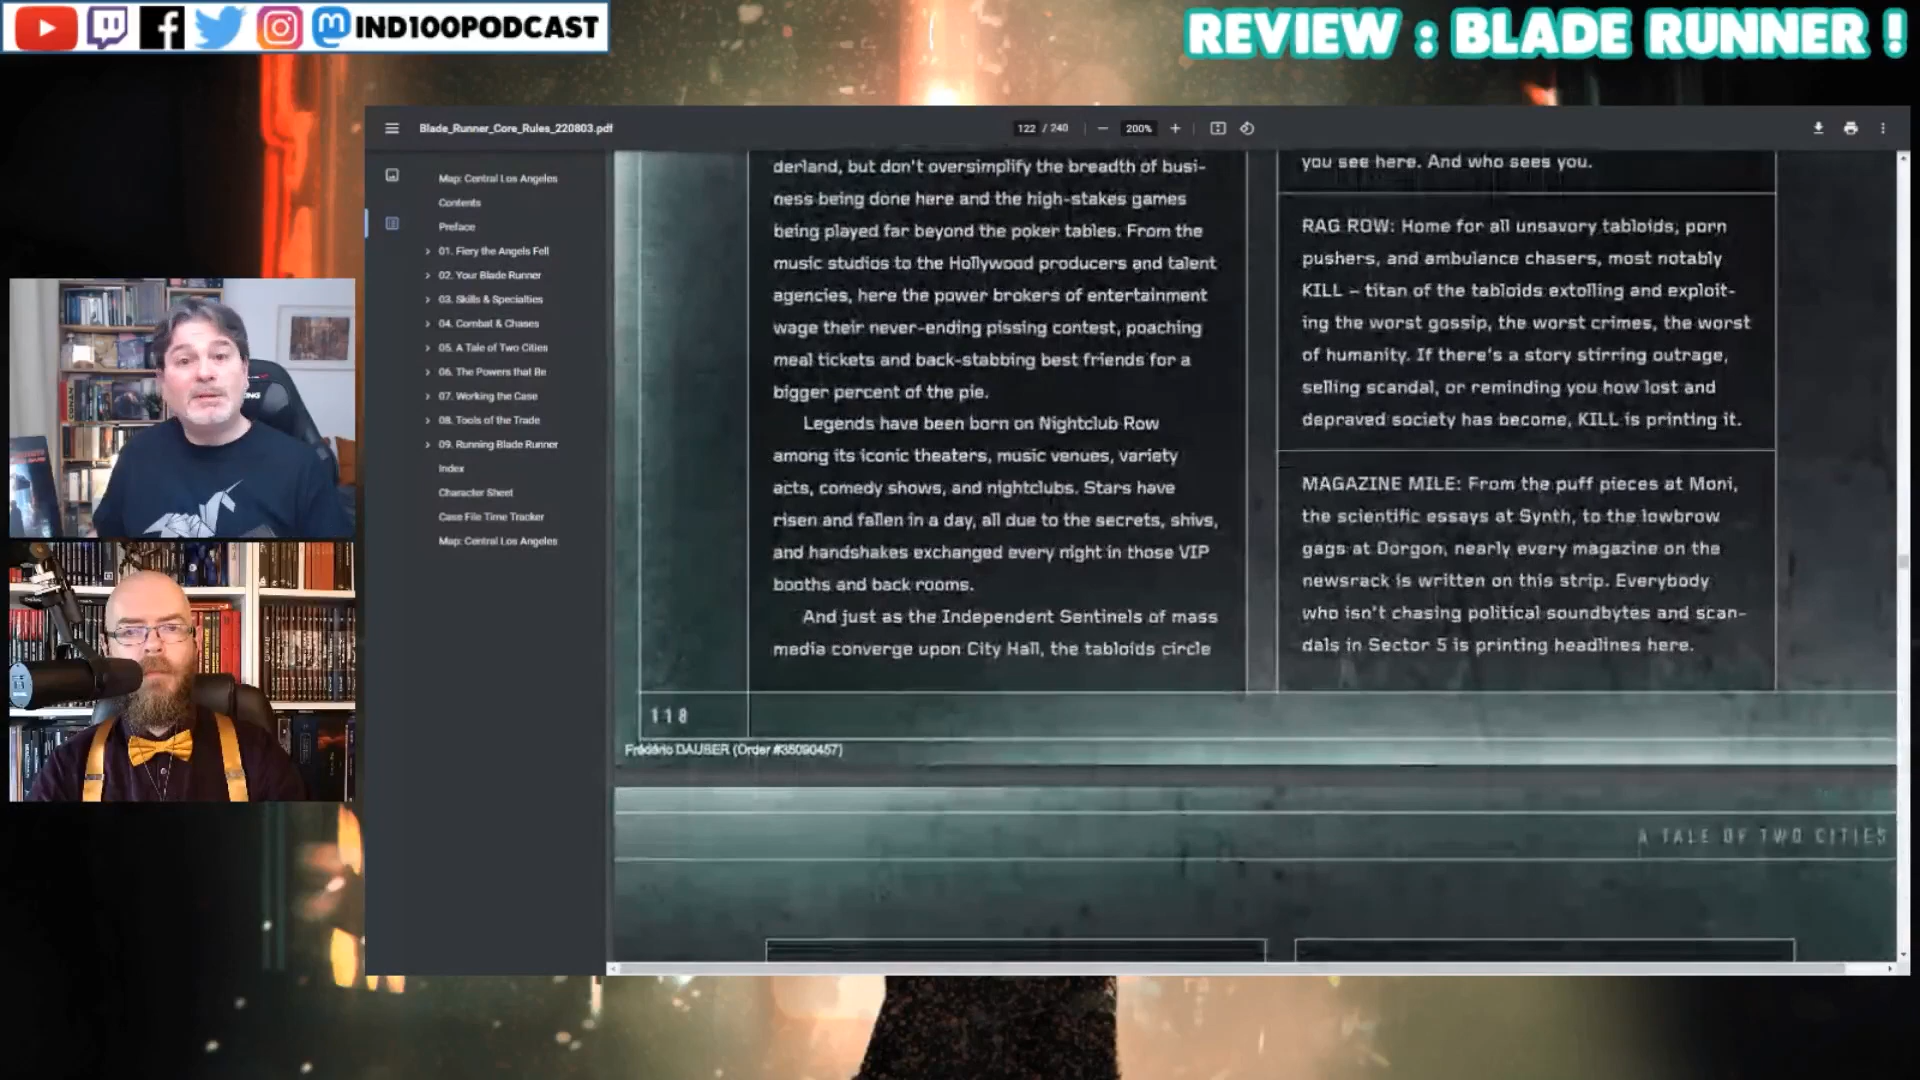 IND100PODCAST
REVIEW : BLADE RUNNER !
Blade_Runner_Core_Rules_220803.pdf
122 / 240
200%
Map: Central Los Angeles
Contents
Preface
01. Fiery the Angels Fell
02. Your Blade Runner
03. Skills & Specialties
04. Combat & Chases
05. A Tale of Two Cities
06. The Powers that Be
07. Working the Case
08. Tools of the Trade
09. Running Blade Runner
Index
Character Sheet
Case File Time Tracker
Map: Central Los Angeles
derland, but don't oversimplify the breadth of busi-
ness being done here and the high-stakes games
being played far beyond the poker tables. From the
music studios to the Hollywood producers and talent
agencies, here the power brokers of entertainment
wage their never-ending pissing contest, poaching
meal tickets and back-stabbing best friends for a
bigger percent of the pie.
Legends have been born on Nightclub Row
among its iconic theaters, music venues, variety
acts, comedy shows, and nightclubs. Stars have
risen and fallen in a day, all due to the secrets, shivs,
and handshakes exchanged every night in those VIP
booths and back rooms.
And just as the Independent Sentinels of mass
media converge upon City Hall, the tabloids circle
you see here. And who sees you.
RAG ROW: Home for all unsavory tabloids, porn
pushers, and ambulance chasers, most notably
KILL – titan of the tabloids extolling and exploit-
ing the worst gossip, the worst crimes, the worst
of humanity. If there's a story stirring outrage,
selling scandal, or reminding you how lost and
depraved society has become, KILL is printing it.
MAGAZINE MILE: From the puff pieces at Moni,
the scientific essays at Synth, to the lowbrow
gags at Dorgon, nearly every magazine on the
newsrack is written on this strip. Everybody
who isn't chasing political soundbytes and scan-
dals in Sector 5 is printing headlines here.
118
Frédéric DAUBER (Order #35090457)
A TALE OF TWO CITIES